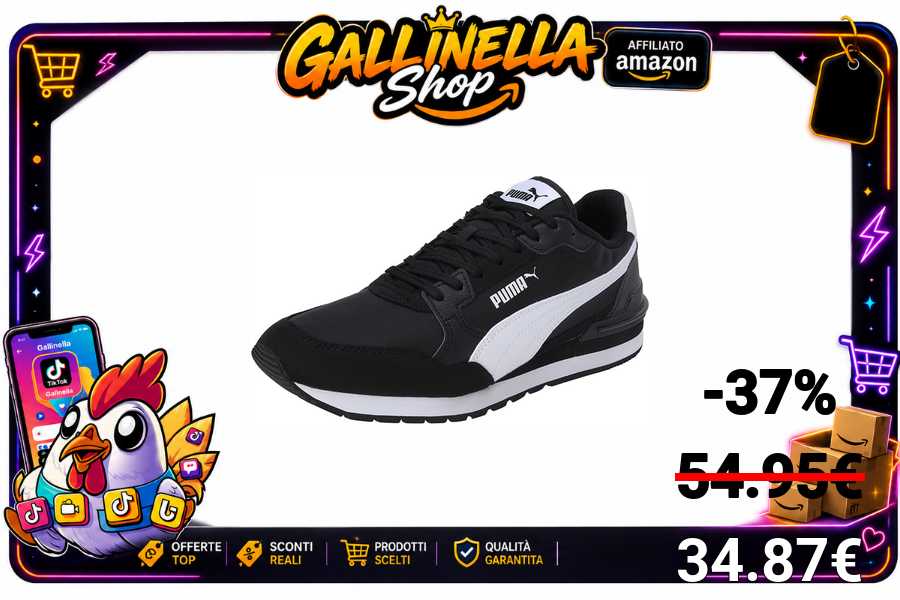 GALLINELLA
Shop
AFFILIATO
amazon
PUMA
PUMA
Gallinella
TikTok
Gallinella
-37%
54.95€
34.87€
OFFERTE
TOP
SCONTI
REALI
PRODOTTI
SCELTI
QUALITÀ
GARANTITA